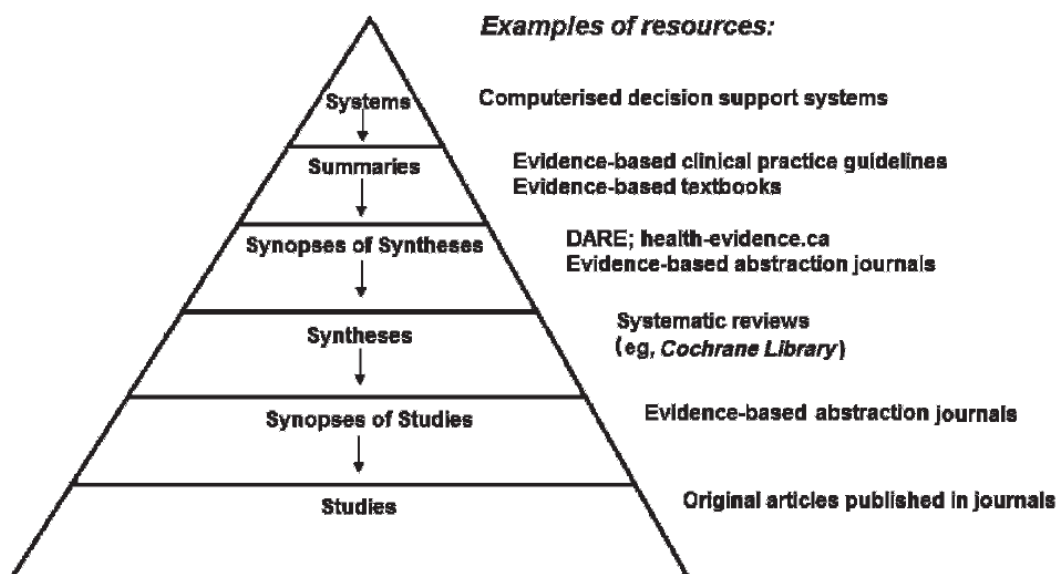 Examples of resources:
Systems
Computerised decision support systems
Summaries
Evidence-based clinical practice guidelines
Evidence-based textbooks
Synopses of Syntheses
DARE; health-evidence.ca
Evidence-based abstraction journals
Syntheses
Systematic reviews
(eg, Cochrane Library)
Synopses of Studies
Evidence-based abstraction journals
Studies
Original articles published in journals